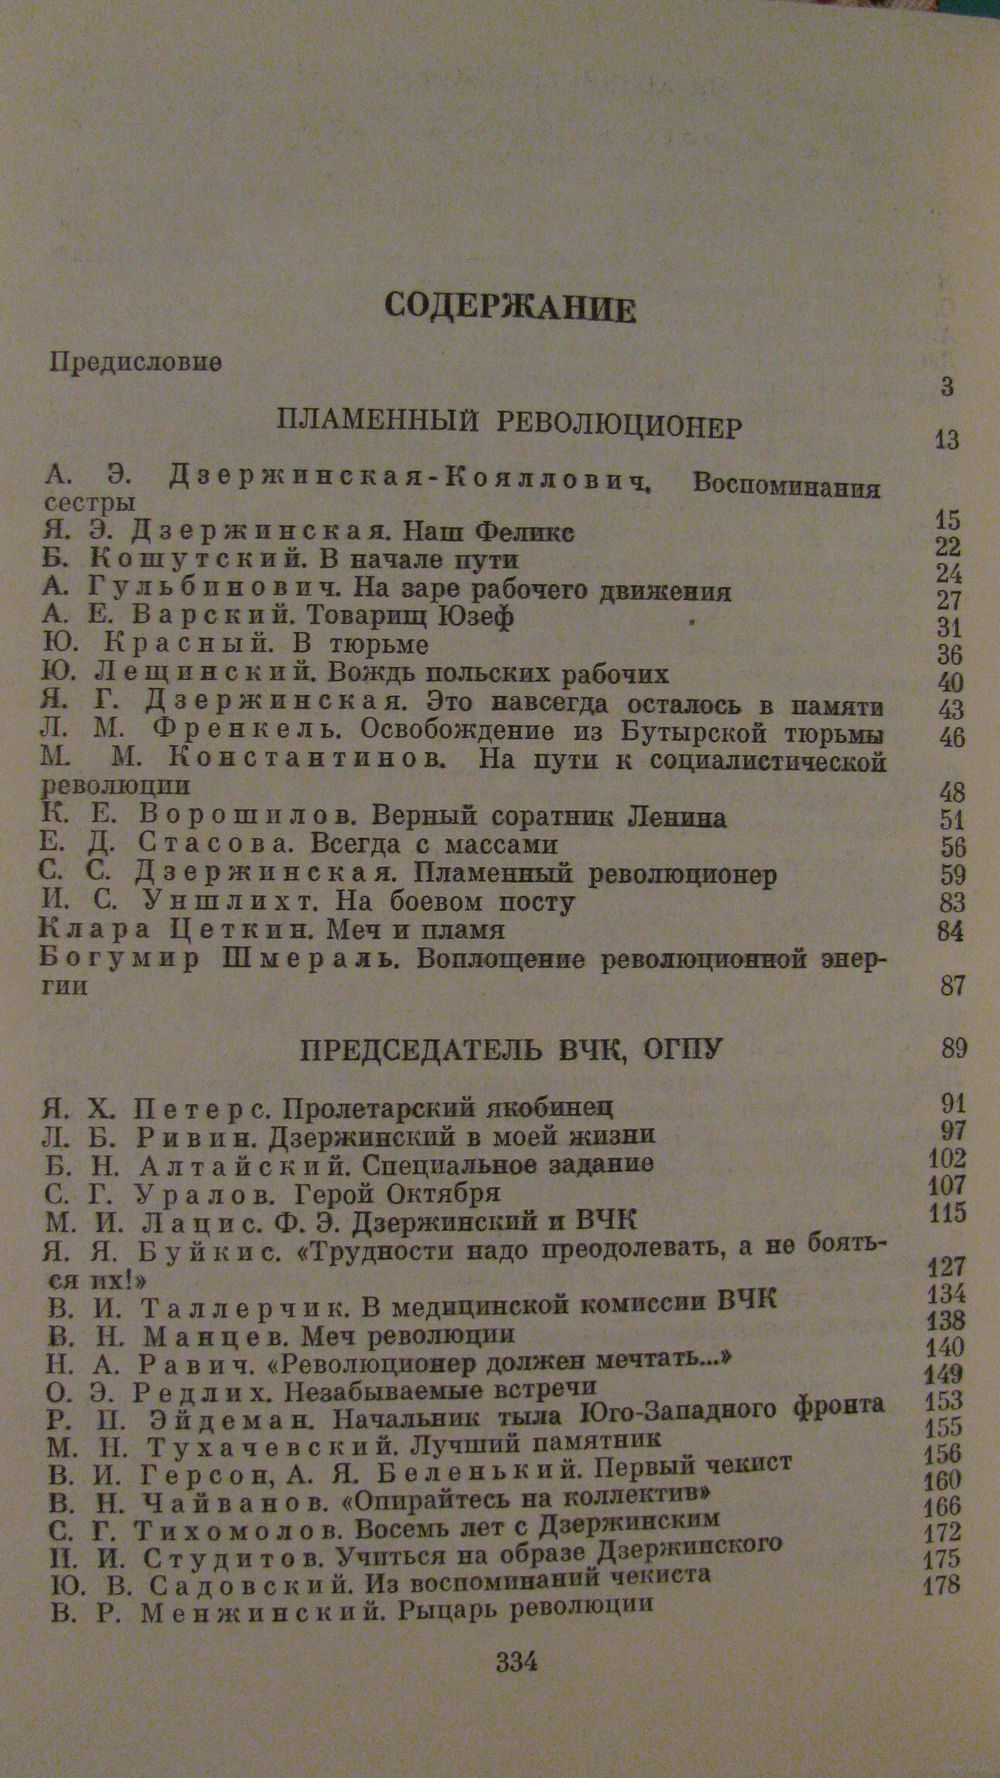 СОДЕРЖАНИЕ
Предисловие 3
ПЛАМЕННЫЙ РЕВОЛЮЦИОНЕР 13
А. Э. Дзержинская-Кояллович. Воспоминания
сестры 15
Я. Э. Дзержинская. Наш Феликс 22
Б. Кошутский. В начале пути 24
А. Гульбинович. На заре рабочего движения 27
А. Е. Варский. Товарищ Юзеф 31
Ю. Красный. В тюрьме 36
Ю. Лещинский. Вождь польских рабочих 40
Я. Г. Дзержинская. Это навсегда осталось в памяти 43
Л. М. Френкель. Освобождение из Бутырской тюрьмы 46
М. М. Константинов. На пути к социалистической
революции 48
К. Е. Ворошилов. Верный соратник Ленина 51
Е. Д. Стасова. Всегда с массами 56
С. С. Дзержинская. Пламенный революционер 59
И. С. Уншлихт. На боевом посту 83
Клара Цеткин. Меч и пламя 84
Богумир Шмераль. Воплощение революционной энер-
гии 87
ПРЕДСЕДАТЕЛЬ ВЧК, ОГПУ 89
Я. Х. Петерс. Пролетарский якобинец 91
Л. Б. Ривин. Дзержинский в моей жизни 97
Б. Н. Алтайский. Специальное задание 102
С. Г. Уралов. Герой Октября 107
М. И. Лацис. Ф. Э. Дзержинский и ВЧК 115
Я. Я. Буйкис. «Трудности надо преодолевать, а не боять-
ся их!» 127
В. И. Таллерчик. В медицинской комиссии ВЧК 134
В. Н. Манцев. Меч революции 138
Н. А. Равич. «Революционер должен мечтать...» 140
О. Э. Редлих. Незабываемые встречи 149
Р. П. Эйдеман. Начальник тыла Юго-Западного фронта 153
М. Н. Тухачевский. Лучший памятник 155
В. И. Герсон, А. Я. Беленький. Первый чекист 156
В. Н. Чайванов. «Опирайтесь на коллектив» 160
С. Г. Тихомолов. Восемь лет с Дзержинским 166
П. И. Студитов. Учиться на образе Дзержинского 172
Ю. В. Садовский. Из воспоминаний чекиста 175
В. Р. Менжинский. Рыцарь революции 178
334